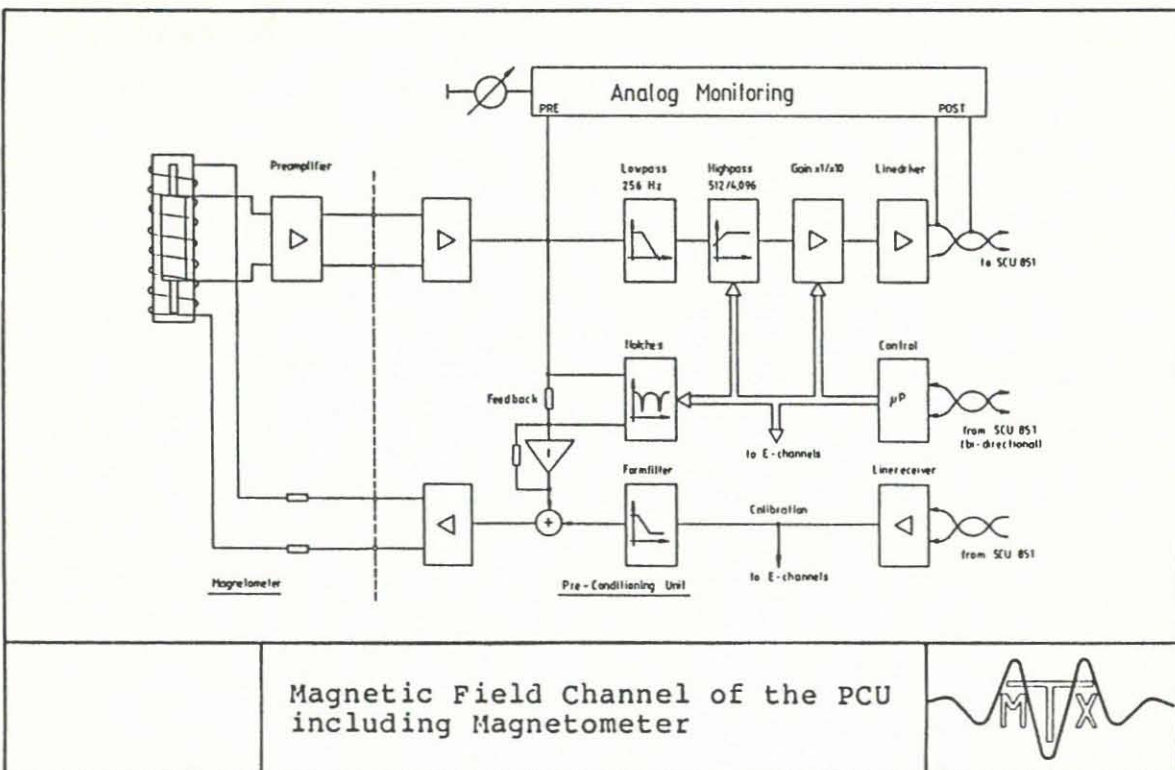 Analog Monitoring
PRE
POST
Preamplifier
Lowpass
256 Hz
Highpass
512/4,096
Gain x1/x10
Linedriver
to SCU 851
Notches
Control
Feedback
µP
from SCU 851
(bi-directional)
to E-channels
Formfilter
Linereceiver
Calibration
+
from SCU 851
to E-channels
Magnetometer
Pre-Conditioning Unit
Magnetic Field Channel of the PCU
including Magnetometer
MTX